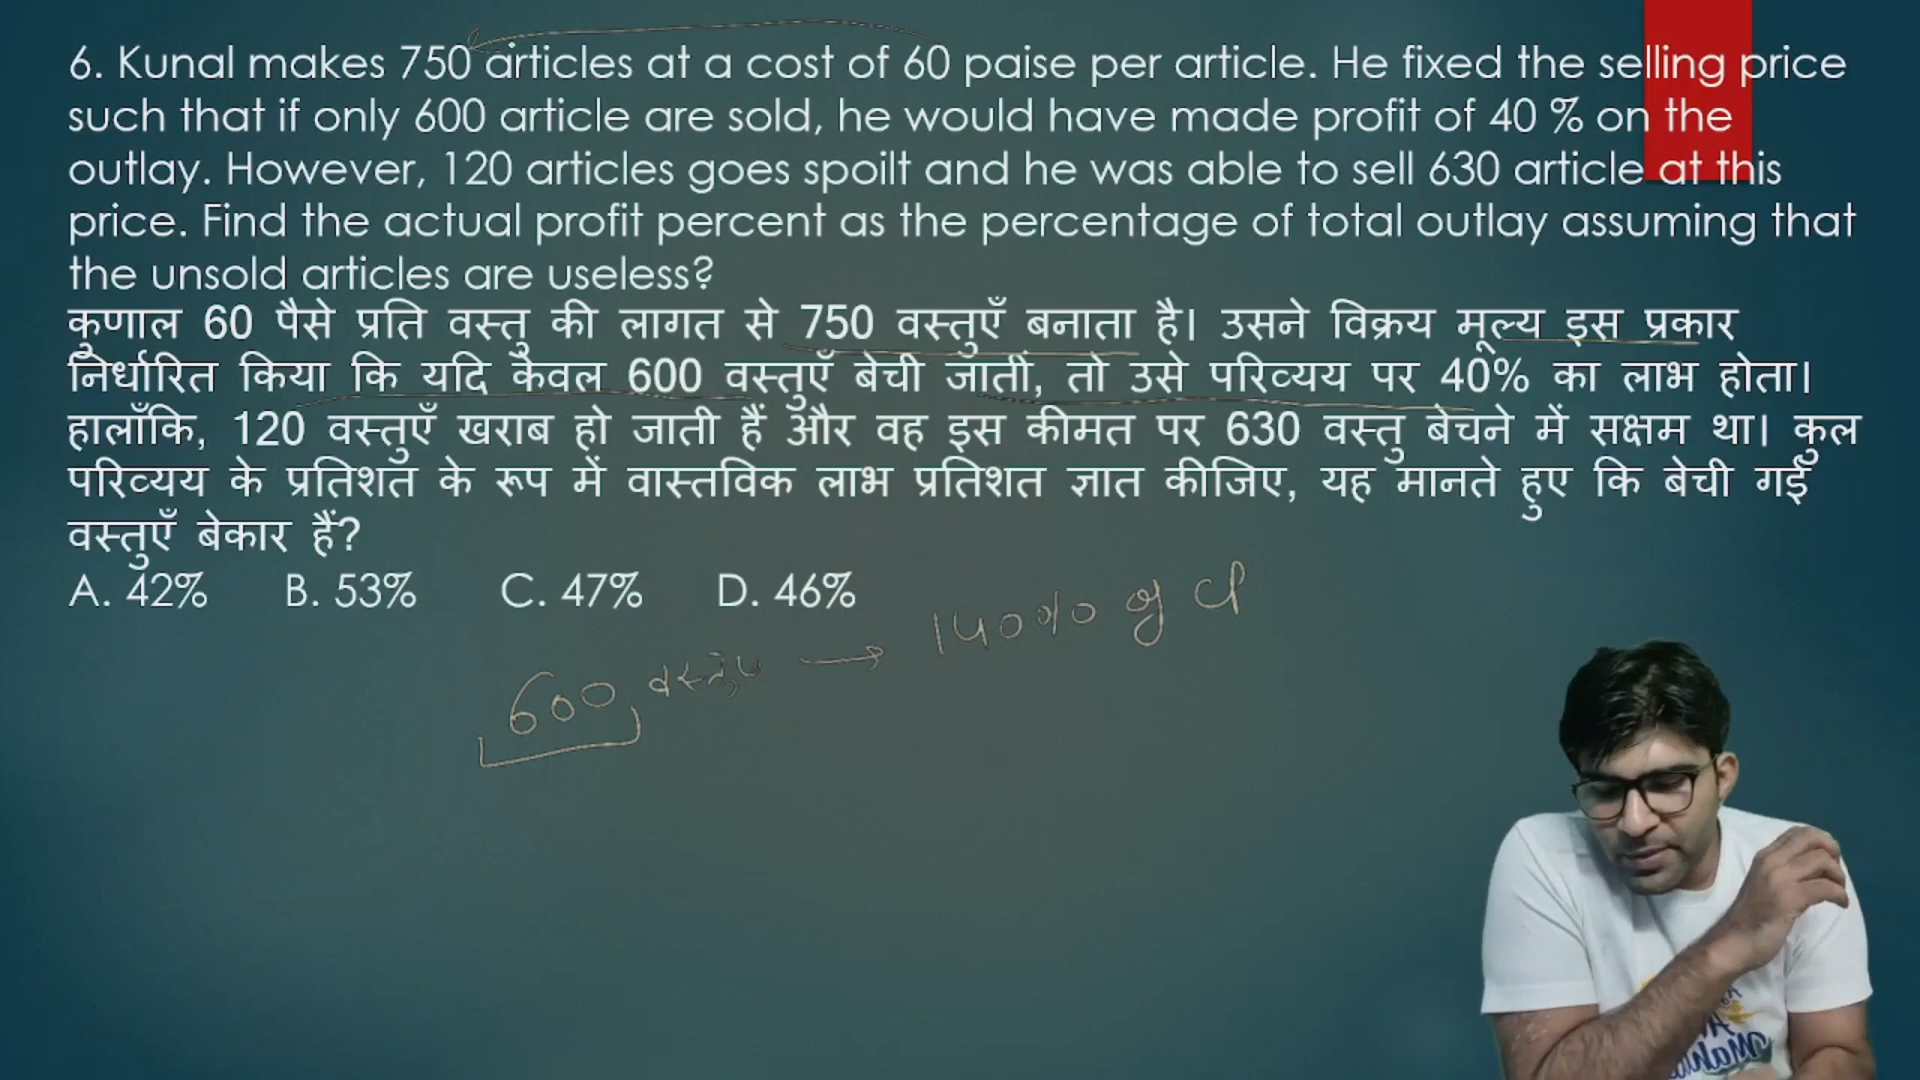 6. Kunal makes 750 articles at a cost of 60 paise per article. He fixed the selling price
such that if only 600 article are sold, he would have made profit of 40 % on the
outlay. However, 120 articles goes spoilt and he was able to sell 630 article at this
price. Find the actual profit percent as the percentage of total outlay assuming that
the unsold articles are useless?
कुणाल 60 पैसे प्रति वस्तु की लागत से 750 वस्तुएँ बनाता है। उसने विक्रय मूल्य इस प्रकार
निर्धारित किया कि यदि केवल 600 वस्तुएँ बेची जातीं, तो उसे परिव्यय पर 40% का लाभ होता।
हालाँकि, 120 वस्तुएँ खराब हो जाती हैं और वह इस कीमत पर 630 वस्तु बेचने में सक्षम था। कुल
परिव्यय के प्रतिशत के रूप में वास्तविक लाभ प्रतिशत ज्ञात कीजिए, यह मानते हुए कि बेची गई
वस्तुएँ बेकार हैं?
A. 42% B. 53% C. 47% D. 46%
600 → 140% of CP